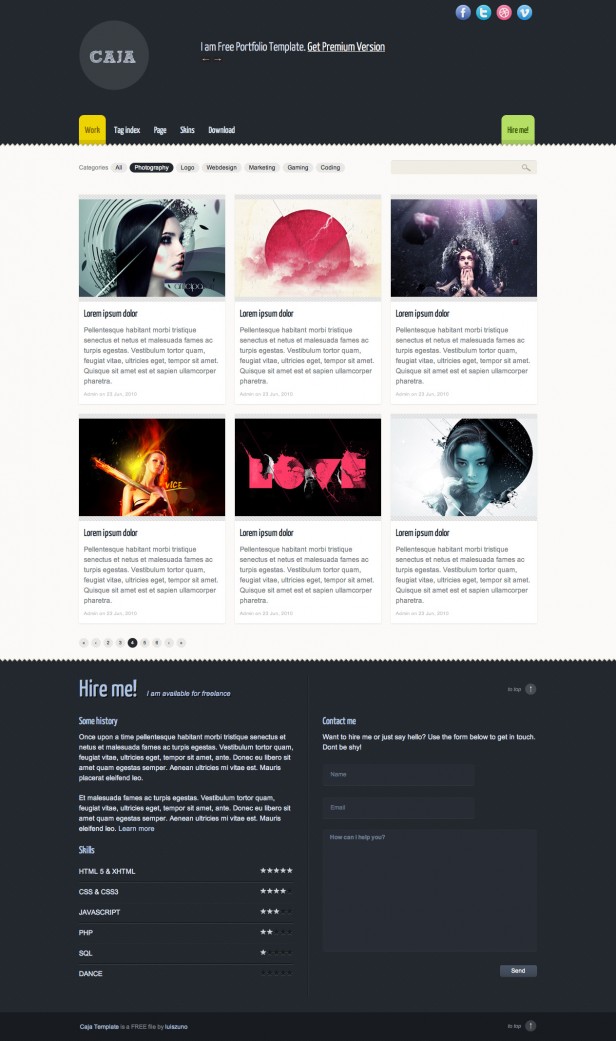 CAJA
I am Free Portfolio Template. Get Premium Version
← →
Work Tag index Page Skins Download Hire me!
Categories All Photography Logo Webdesign Marketing Gaming Coding
anticipa
Lorem ipsum dolor
Pellentesque habitant morbi tristique
senectus et netus et malesuada fames ac
turpis egestas. Vestibulum tortor quam,
feugiat vitae, ultricies eget, tempor sit amet.
Quisque sit amet est et sapien ullamcorper
pharetra.
Admin on 23 Jun, 2010
Lorem ipsum dolor
Pellentesque habitant morbi tristique
senectus et netus et malesuada fames ac
turpis egestas. Vestibulum tortor quam,
feugiat vitae, ultricies eget, tempor sit amet.
Quisque sit amet est et sapien ullamcorper
pharetra.
Admin on 23 Jun, 2010
Lorem ipsum dolor
Pellentesque habitant morbi tristique
senectus et netus et malesuada fames ac
turpis egestas. Vestibulum tortor quam,
feugiat vitae, ultricies eget, tempor sit amet.
Quisque sit amet est et sapien ullamcorper
pharetra.
Admin on 23 Jun, 2010
VICE
Lorem ipsum dolor
Pellentesque habitant morbi tristique
senectus et netus et malesuada fames ac
turpis egestas. Vestibulum tortor quam,
feugiat vitae, ultricies eget, tempor sit amet.
Quisque sit amet est et sapien ullamcorper
pharetra.
Admin on 23 Jun, 2010
LOVE
Lorem ipsum dolor
Pellentesque habitant morbi tristique
senectus et netus et malesuada fames ac
turpis egestas. Vestibulum tortor quam,
feugiat vitae, ultricies eget, tempor sit amet.
Quisque sit amet est et sapien ullamcorper
pharetra.
Admin on 23 Jun, 2010
Lorem ipsum dolor
Pellentesque habitant morbi tristique
senectus et netus et malesuada fames ac
turpis egestas. Vestibulum tortor quam,
feugiat vitae, ultricies eget, tempor sit amet.
Quisque sit amet est et sapien ullamcorper
pharetra.
Admin on 23 Jun, 2010
« ‹ 2 3 4 5 6 › »
Hire me! I am available for freelance
to top ↑
Some history
Once upon a time pellentesque habitant morbi tristique senectus et
netus et malesuada fames ac turpis egestas. Vestibulum tortor quam,
feugiat vitae, ultricies eget, tempor sit amet, ante. Donec eu libero sit
amet quam egestas semper. Aenean ultricies mi vitae est. Mauris
placerat eleifend leo.
Et malesuada fames ac turpis egestas. Vestibulum tortor quam,
feugiat vitae, ultricies eget, tempor sit amet, ante. Donec eu libero sit
amet quam egestas semper. Aenean ultricies mi vitae est. Mauris
eleifend leo. Learn more
Skills
HTML 5 & XHTML ★★★★★
CSS & CSS3 ★★★★
JAVASCRIPT ★★★
PHP ★★
SQL ★
DANCE
Contact me
Want to hire me or just say hello? Use the form below to get in touch.
Dont be shy!
Name
Email
How can I help you?
Send
Caja Template is a FREE file by luiszuno
to top ↑